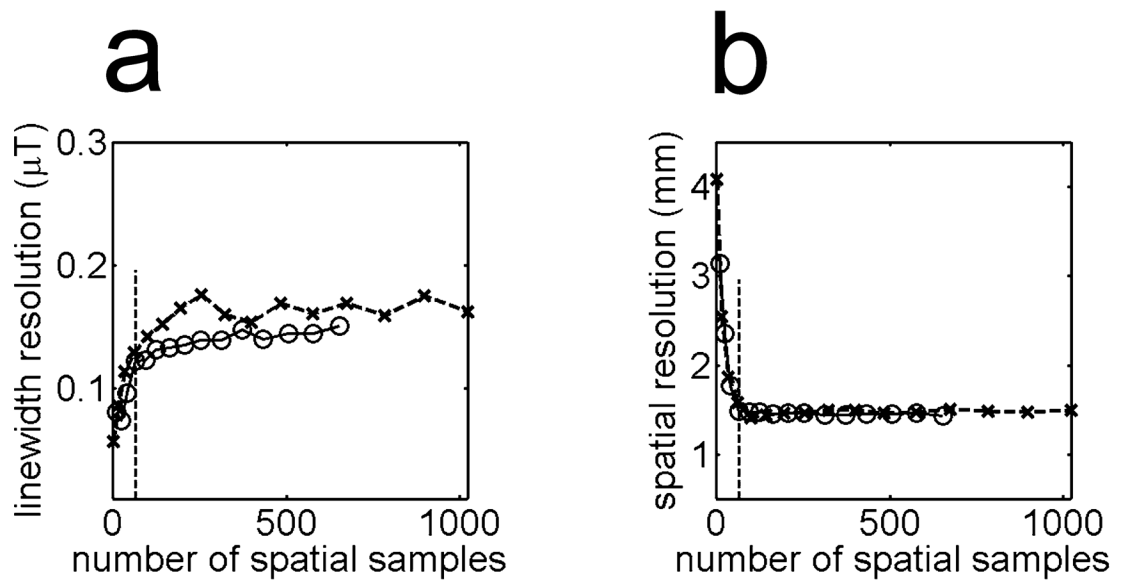 a
linewidth resolution (μT)
0.3
0.2
0.1
0 500 1000
number of spatial samples
b
spatial resolution (mm)
4
3
2
1
0 500 1000
number of spatial samples